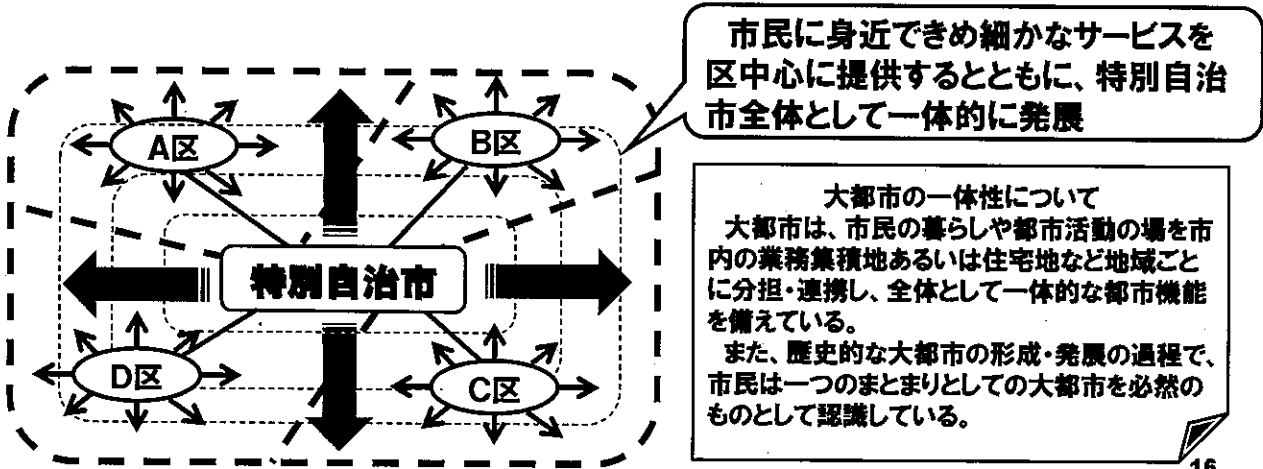 市民に身近できめ細かなサービスを
区中心に提供するとともに、特別自治
市全体として一体的に発展
A区
B区
特別自治市
D区
C区
大都市の一体性について
大都市は、市民の暮らしや都市活動の場を市
内の業務集積地あるいは住宅地など地域ごと
に分担・連携し、全体として一体的な都市機能
を備えている。
また、歴史的な大都市の形成・発展の過程で、
市民は一つのまとまりとしての大都市を必然の
ものとして認識している。
16